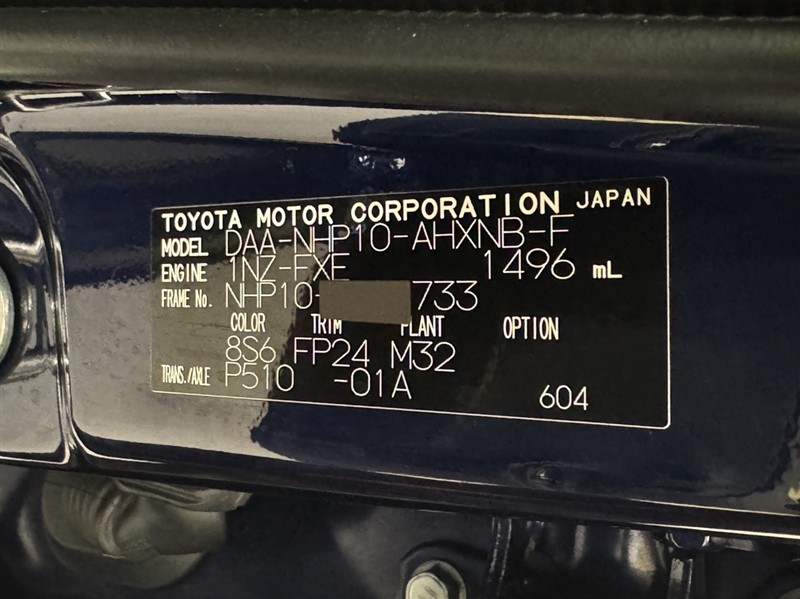 TOYOTA MOTOR CORPORATION JAPAN
MODEL DAA-NHP10-AHXNB-F
ENGINE 1NZ-FXE 1496 mL
FRAME No. NHP10- 733
COLOR TRIM PLANT OPTION
8S6 FP24 M32
TRANS./AXLE P510 -01A
604